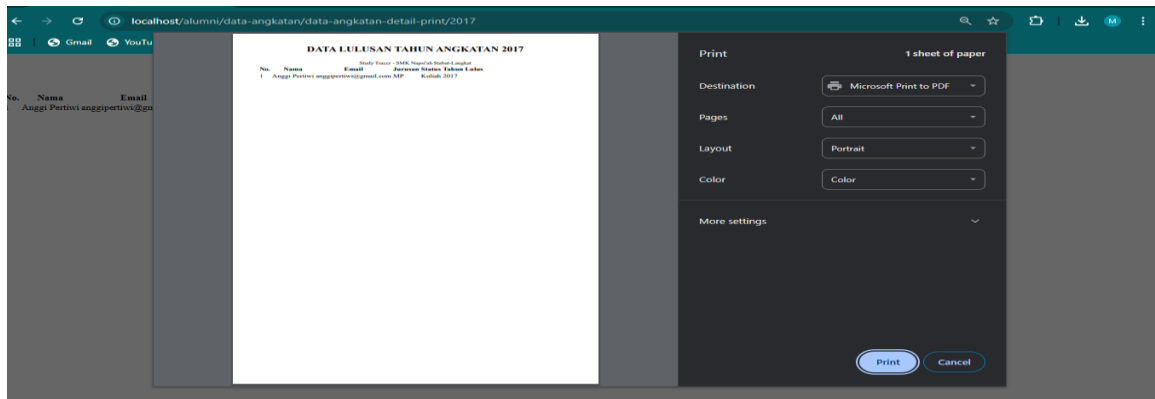 localhost/alumni/data-angkatan/data-angkatan-detail-print/2017
M
Gmail
YouTu
No. Nama Email
Anggi Pertiwi anggipertiwi@gm
DATA LULUSAN TAHUN ANGKATAN 2017
Study Tracer - SMK Stabat-Langkat
No. Nama Email Jurusan Status Tahun Lulus
1 Anggi Pertiwi anggipertiwi@gmail.com MP Kuliah 2017
Print 1 sheet of paper
Destination Microsoft Print to PDF
Pages All
Layout Portrait
Color Color
More settings
Print Cancel